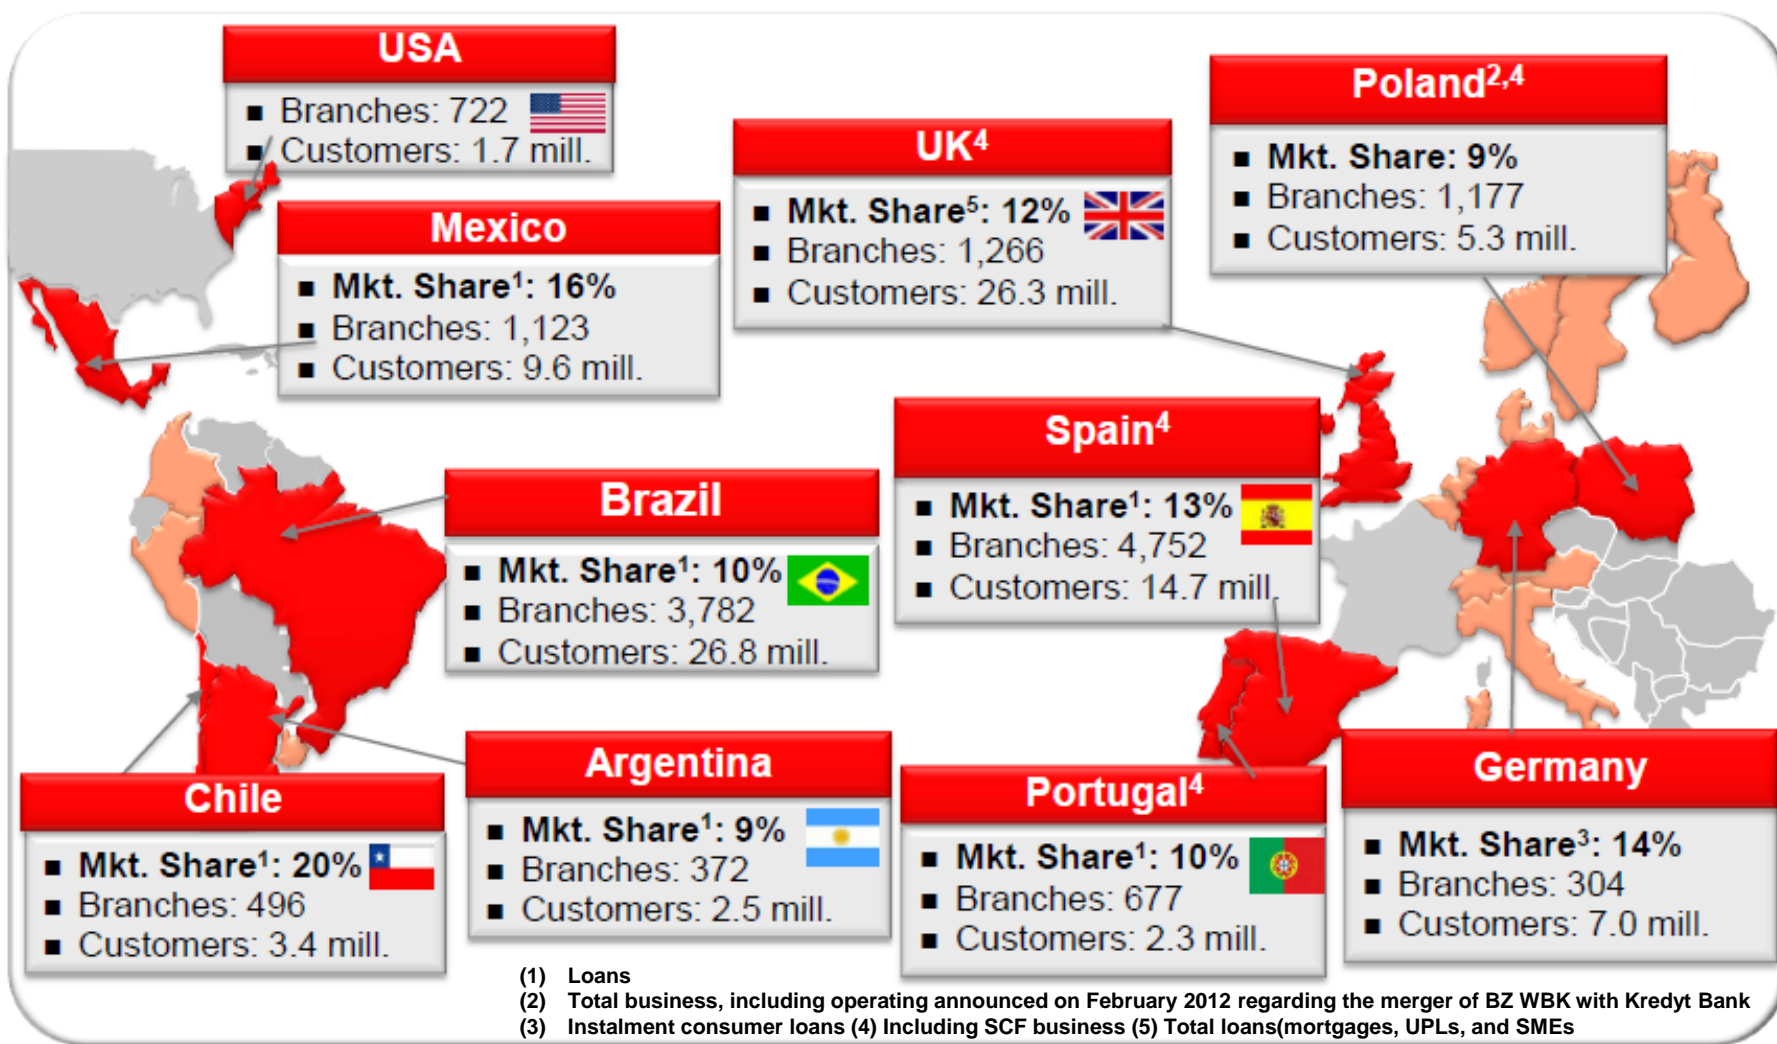 USA
■ Branches: 722
■ Customers: 1.7 mill.
Mexico
■ Mkt. Share¹: 16%
■ Branches: 1,123
■ Customers: 9.6 mill.
UK⁴
■ Mkt. Share⁵: 12%
■ Branches: 1,266
■ Customers: 26.3 mill.
Poland²,⁴
■ Mkt. Share: 9%
■ Branches: 1,177
■ Customers: 5.3 mill.
Brazil
■ Mkt. Share¹: 10%
■ Branches: 3,782
■ Customers: 26.8 mill.
Spain⁴
■ Mkt. Share¹: 13%
■ Branches: 4,752
■ Customers: 14.7 mill.
Chile
■ Mkt. Share¹: 20%
■ Branches: 496
■ Customers: 3.4 mill.
Argentina
■ Mkt. Share¹: 9%
■ Branches: 372
■ Customers: 2.5 mill.
Portugal⁴
■ Mkt. Share¹: 10%
■ Branches: 677
■ Customers: 2.3 mill.
Germany
■ Mkt. Share³: 14%
■ Branches: 304
■ Customers: 7.0 mill.
(1) Loans
(2) Total business, including operating announced on February 2012 regarding the merger of BZ WBK with Kredyt Bank
(3) Instalment consumer loans (4) Including SCF business (5) Total loans(mortgages, UPLs, and SMEs